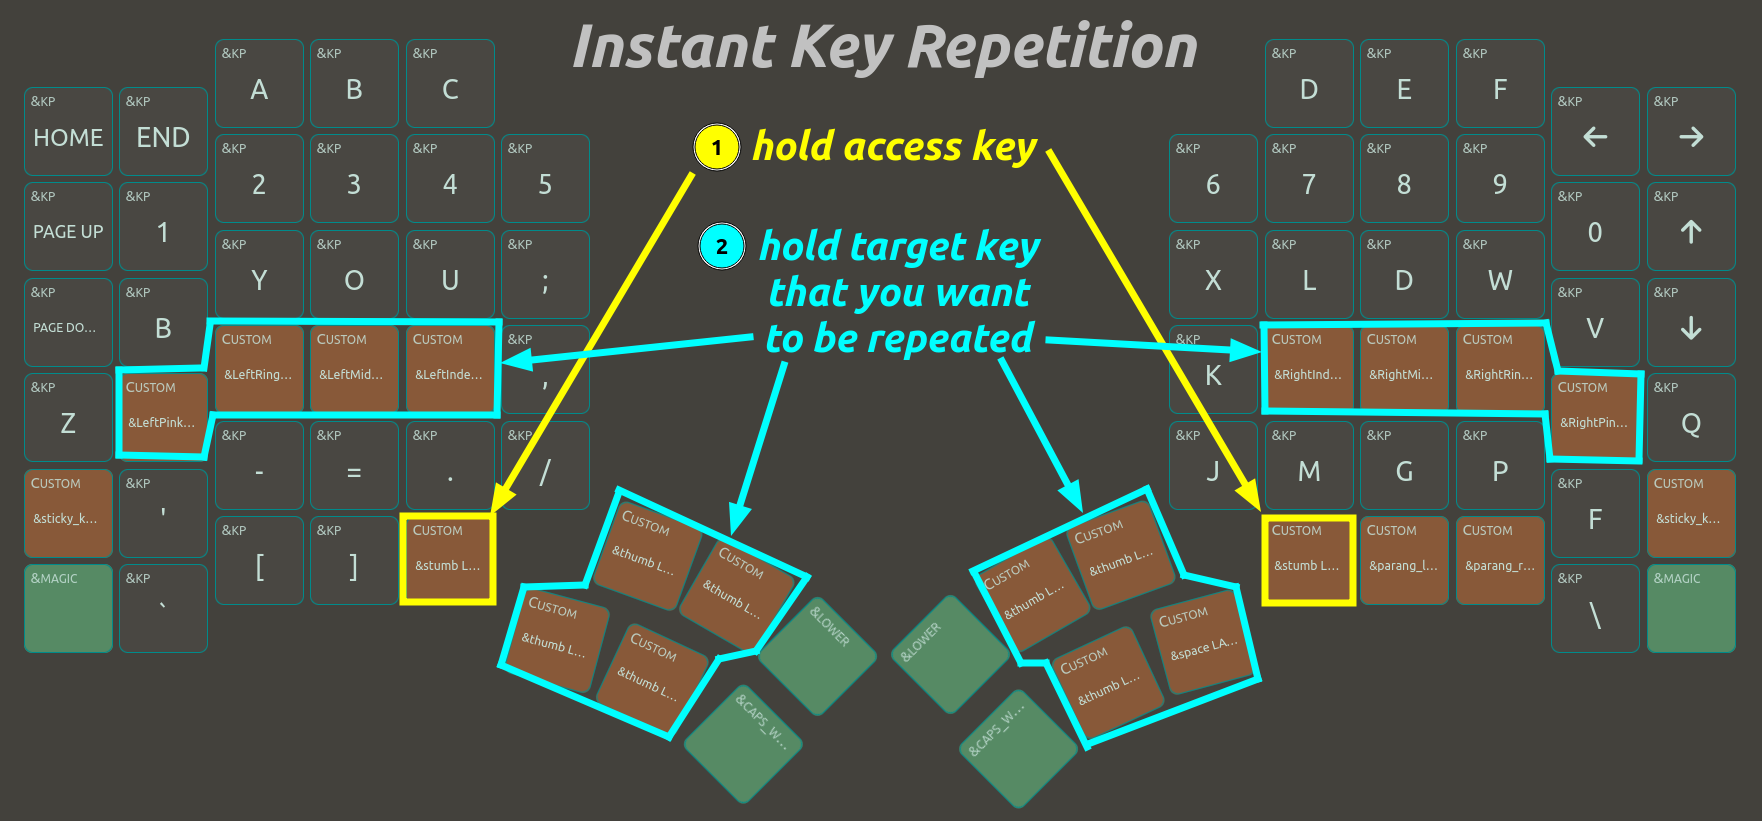 Instant Key Repetition
1 hold access key
2 hold target key
that you want
to be repeated
&KP A
&KP B
&KP C
&KP D
&KP E
&KP F
&KP HOME
&KP END
&KP ←
&KP →
&KP 2
&KP 3
&KP 4
&KP 5
&KP 6
&KP 7
&KP 8
&KP 9
&KP PAGE UP
&KP 1
&KP 0
&KP ↑
&KP Y
&KP O
&KP U
&KP ;
&KP X
&KP L
&KP D
&KP W
&KP PAGE DO...
&KP B
&KP V
&KP ↓
CUSTOM &LeftRing...
CUSTOM &LeftMid...
CUSTOM &LeftInde...
&KP ,
&KP K
CUSTOM &RightInd...
CUSTOM &RightMi...
CUSTOM &RightRin...
&KP Z
CUSTOM &LeftPink...
CUSTOM &RightPin...
&KP Q
&KP -
&KP =
&KP .
&KP /
&KP J
&KP M
&KP G
&KP P
CUSTOM &sticky_k...
&KP '
&KP F
CUSTOM &sticky_k...
&KP [
&KP ]
CUSTOM &stumb L...
CUSTOM &stumb L...
CUSTOM &parang_l...
CUSTOM &parang_r...
&MAGIC
&KP `
&KP \
&MAGIC
CUSTOM &thumb L...
CUSTOM &thumb L...
&LOWER
&LOWER
CUSTOM &thumb L...
CUSTOM &thumb L...
CUSTOM &thumb L...
CUSTOM &thumb L...
&CAPS_W...
&CAPS_W...
CUSTOM &thumb L...
CUSTOM &space LA...